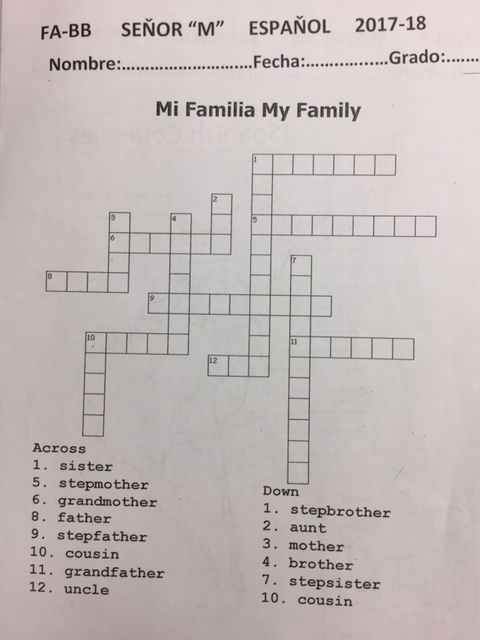 FA-BB SEÑOR “M” ESPAÑOL 2017-18
Nombre:............................Fecha:.................Grado:.......
Mi Familia My Family
1
2
3 4 5
6
7
8
9
10 11
12
Across
1. sister
5. stepmother
6. grandmother
8. father
9. stepfather
10. cousin
11. grandfather
12. uncle
Down
1. stepbrother
2. aunt
3. mother
4. brother
7. stepsister
10. cousin